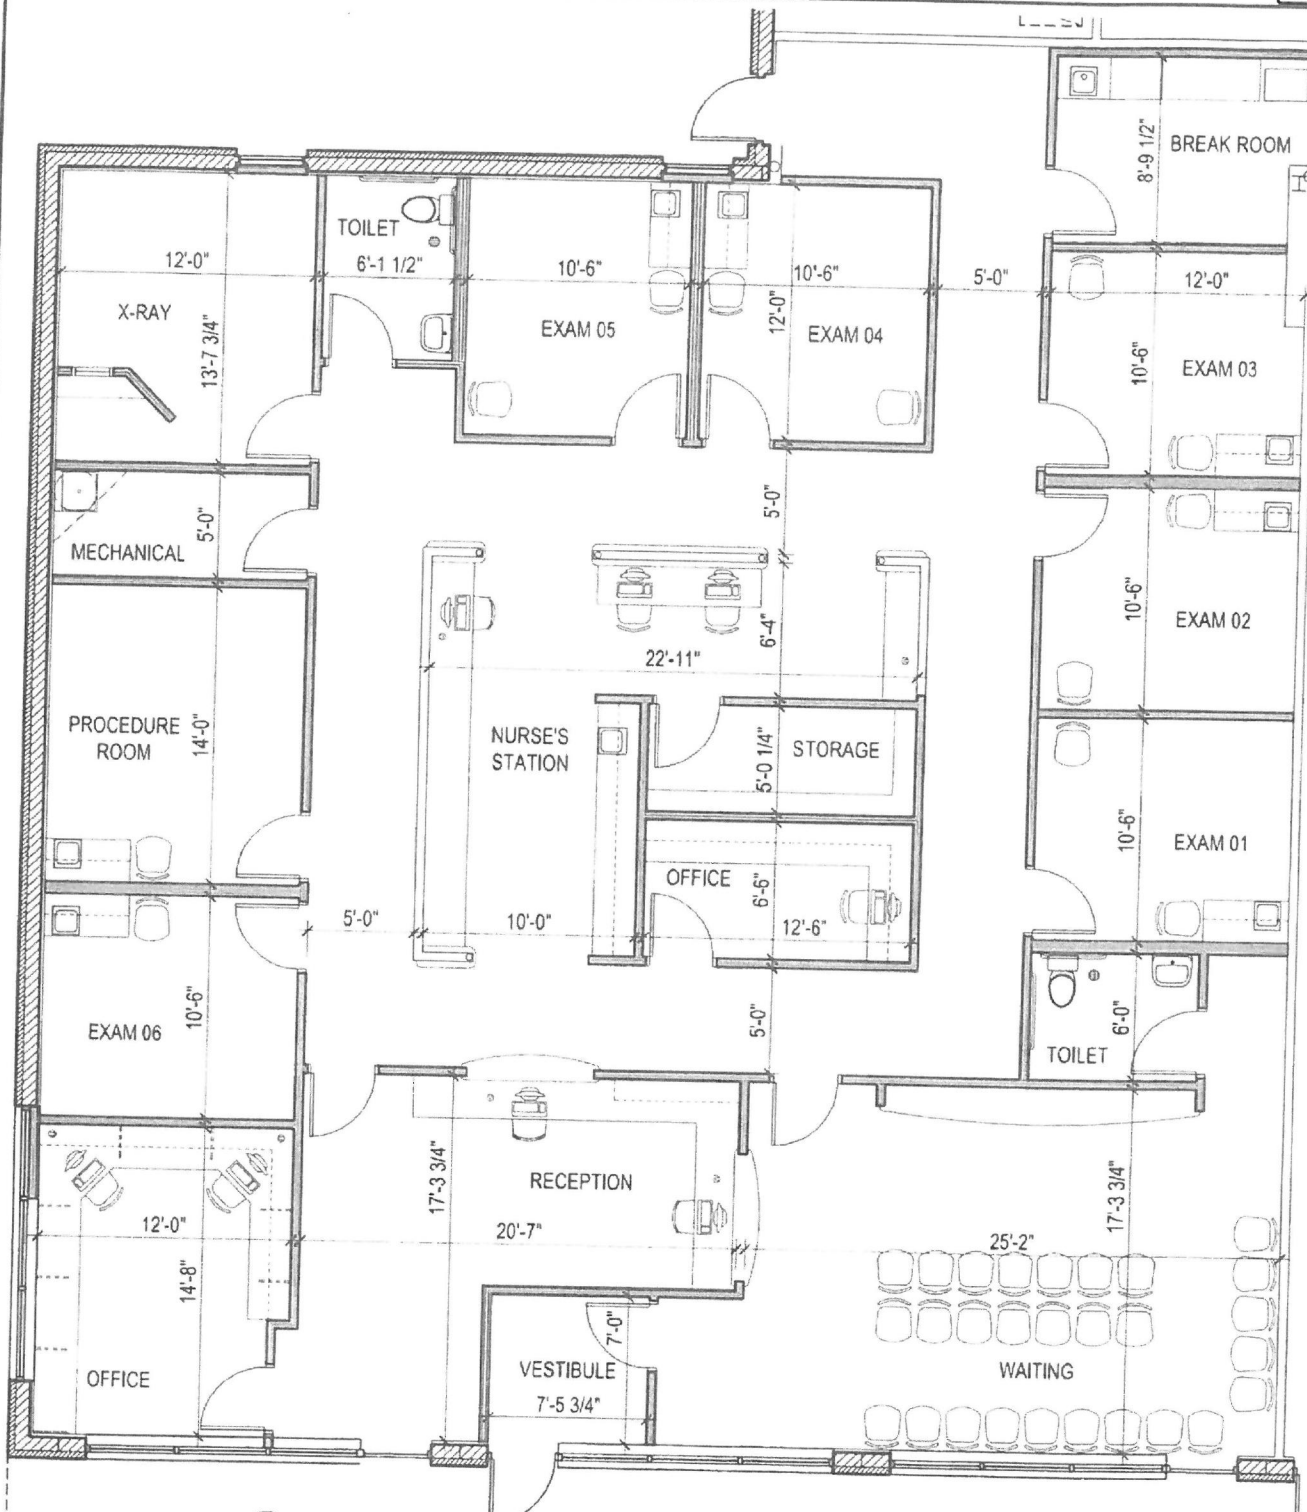 BREAK ROOM
8'-9 1/2"
TOILET
12'-0"
6'-1 1/2"
10'-6"
10'-6"
5'-0"
12'-0"
X-RAY
13'-7 3/4"
EXAM 05
12'-0"
EXAM 04
10'-6"
EXAM 03
MECHANICAL
5'-0"
5'-0"
10'-6"
EXAM 02
6'-4"
22'-11"
PROCEDURE
ROOM
14'-0"
NURSE'S
STATION
5'-0 1/4"
STORAGE
10'-6"
EXAM 01
OFFICE
6'-6"
5'-0"
10'-0"
12'-6"
EXAM 06
10'-6"
5'-0"
6'-0"
TOILET
17'-3 3/4"
RECEPTION
17'-3 3/4"
12'-0"
20'-7"
25'-2"
14'-8"
OFFICE
7'-0"
VESTIBULE
7'-5 3/4"
WAITING